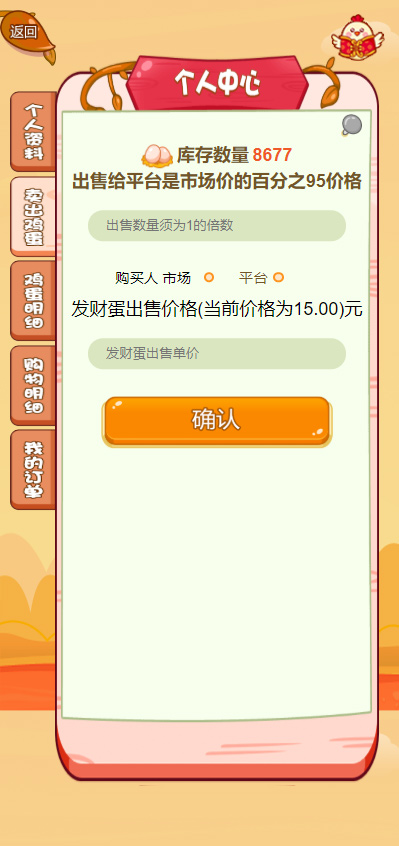 返回
个人中心
个人资料
卖出鸡蛋
鸡蛋明细
购物明细
我的订单
库存数量 8677
出售给平台是市场价的百分之95价格
出售数量须为1的倍数
购买人 市场 平台
发财蛋出售价格(当前价格为15.00)元
发财蛋出售单价
确认